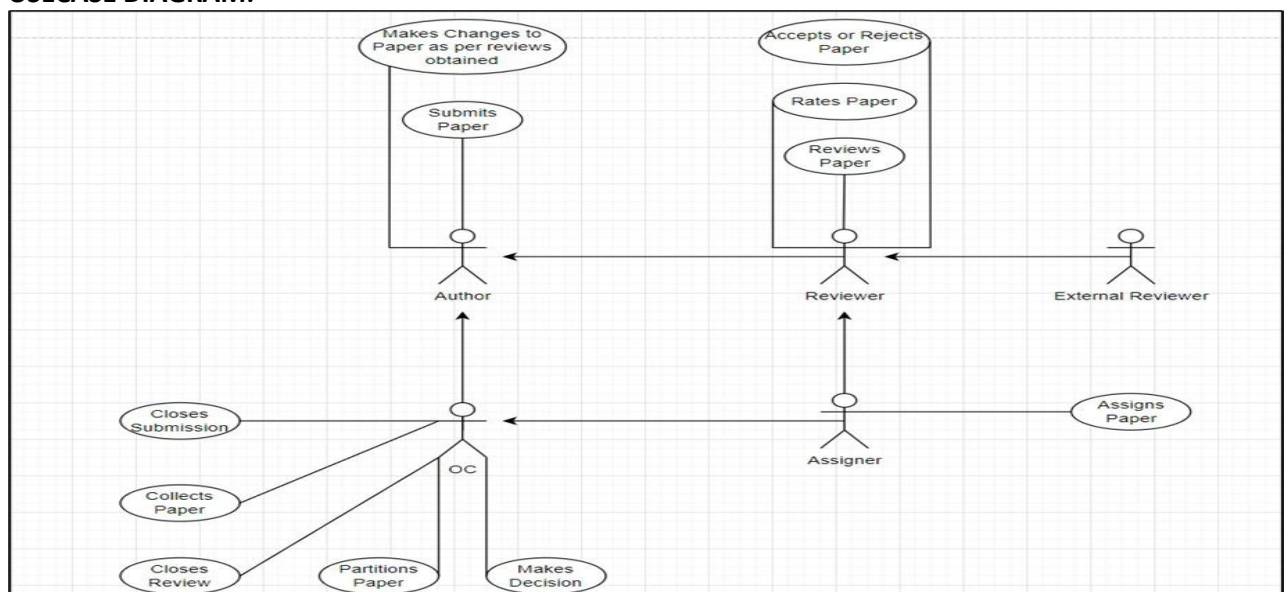 Makes Changes to
Paper as per reviews
obtained
Accepts or Rejects
Paper
Submits
Paper
Rates Paper
Reviews
Paper
Author
Reviewer
External Reviewer
Closes
Submission
OC
Assigner
Assigns
Paper
Collects
Paper
Closes
Review
Partitions
Paper
Makes
Decision